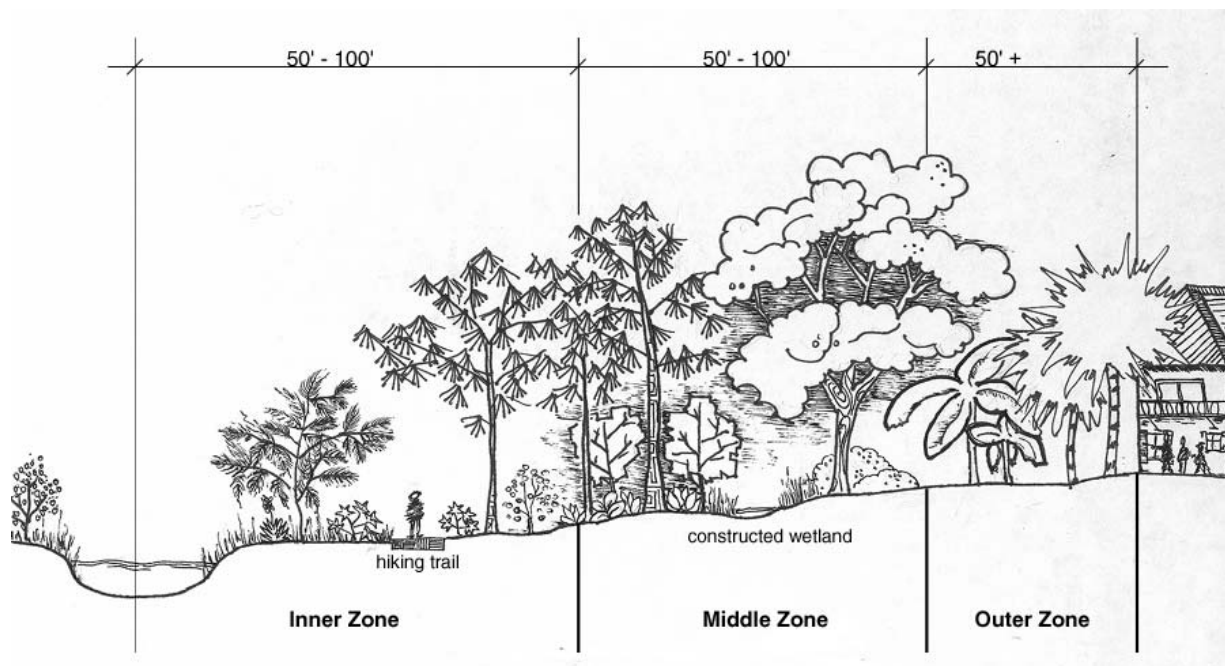 50' - 100'
50' - 100'
50' +
constructed wetland
hiking trail
Inner Zone
Middle Zone
Outer Zone